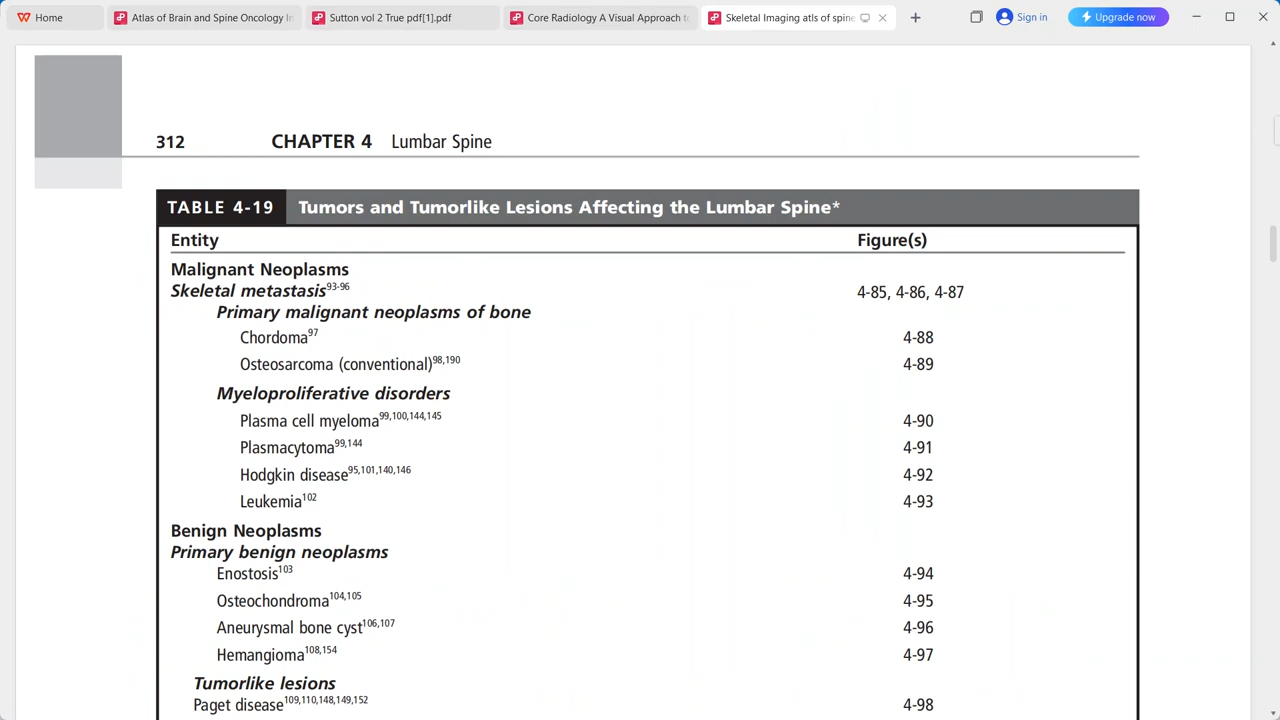 Home
Atlas of Brain and Spine Oncology I
Sutton vol 2 True pdf[1].pdf
Core Radiology A Visual Approach to
Skeletal Imaging atls of spine
Sign in
Upgrade now
312 CHAPTER 4 Lumbar Spine
TABLE 4-19 Tumors and Tumorlike Lesions Affecting the Lumbar Spine*
Entity Figure(s)
Malignant Neoplasms
Skeletal metastasis93-96 4-85, 4-86, 4-87
Primary malignant neoplasms of bone
Chordoma97 4-88
Osteosarcoma (conventional)98,190 4-89
Myeloproliferative disorders
Plasma cell myeloma99,100,144,145 4-90
Plasmacytoma99,144 4-91
Hodgkin disease95,101,140,146 4-92
Leukemia102 4-93
Benign Neoplasms
Primary benign neoplasms
Enostosis103 4-94
Osteochondroma104,105 4-95
Aneurysmal bone cyst106,107 4-96
Hemangioma108,154 4-97
Tumorlike lesions
Paget disease109,110,148,149,152 4-98